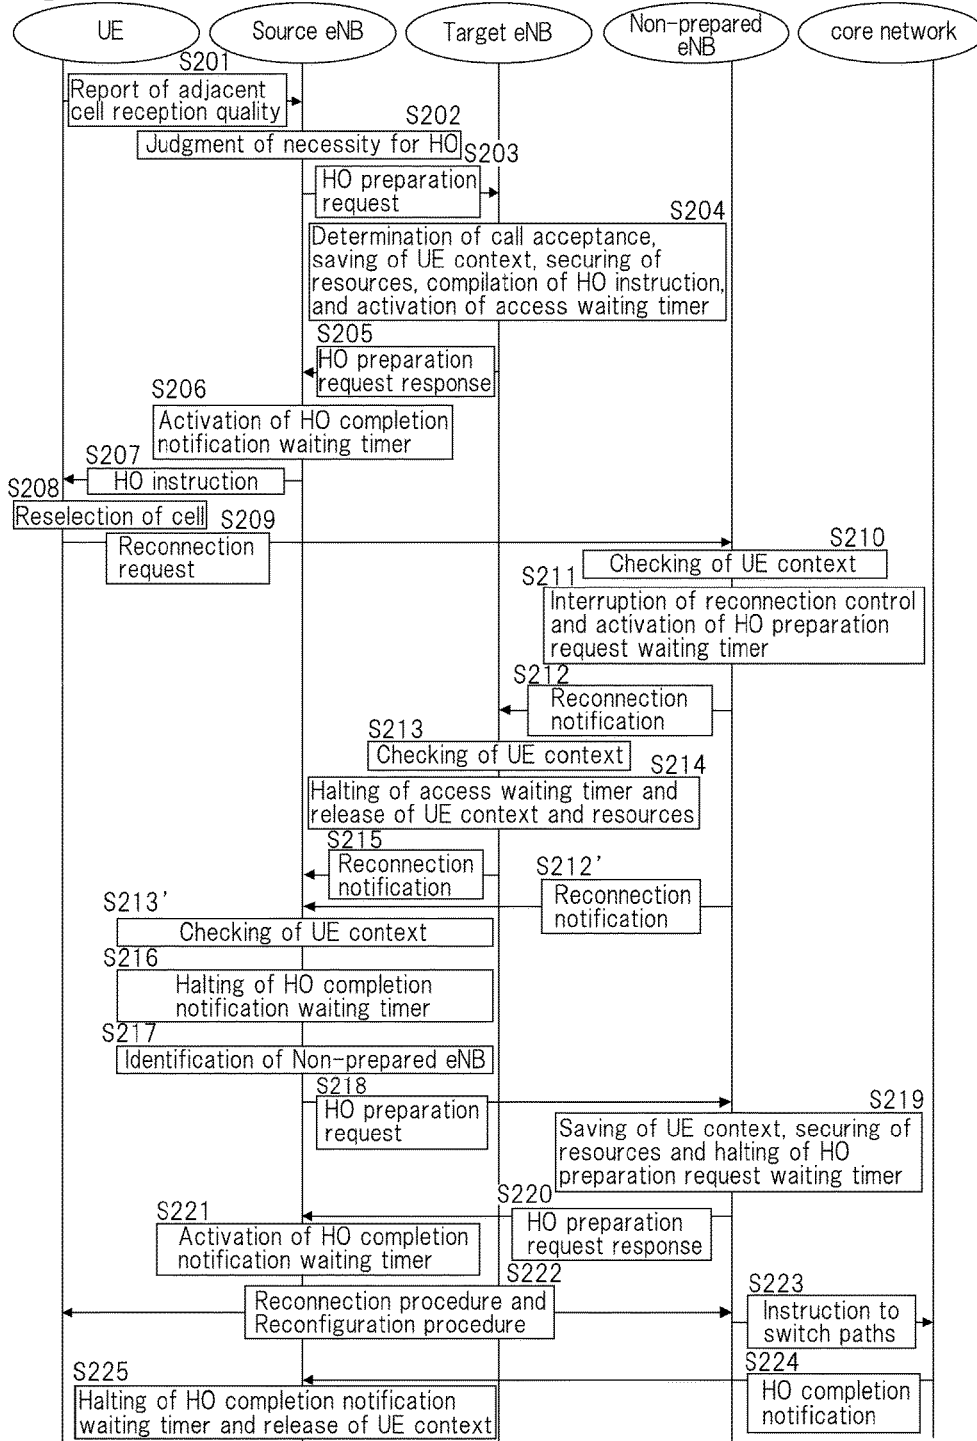 UE
Source eNB
Target eNB
Non-prepared
eNB
core network
S201
Report of adjacent
cell reception quality
S202
Judgment of necessity for HO
S203
HO preparation
request
S204
Determination of call acceptance,
saving of UE context, securing of
resources, compilation of HO instruction,
and activation of access waiting timer
S205
HO preparation
request response
S206
Activation of HO completion
notification waiting timer
S207
HO instruction
S208
Reselection of cell
S209
Reconnection
request
S210
Checking of UE context
S211
Interruption of reconnection control
and activation of HO preparation
request waiting timer
S212
Reconnection
notification
S213
Checking of UE context
S214
Halting of access waiting timer and
release of UE context and resources
S215
Reconnection
notification
S212'
Reconnection
notification
S213'
Checking of UE context
S216
Halting of HO completion
notification waiting timer
S217
Identification of Non-prepared eNB
S218
HO preparation
request
S219
Saving of UE context, securing of
resources and halting of HO
preparation request waiting timer
S220
HO preparation
request response
S221
Activation of HO completion
notification waiting timer
S222
Reconnection procedure and
Reconfiguration procedure
S223
Instruction to
switch paths
S224
HO completion
notification
S225
Halting of HO completion notification
waiting timer and release of UE context